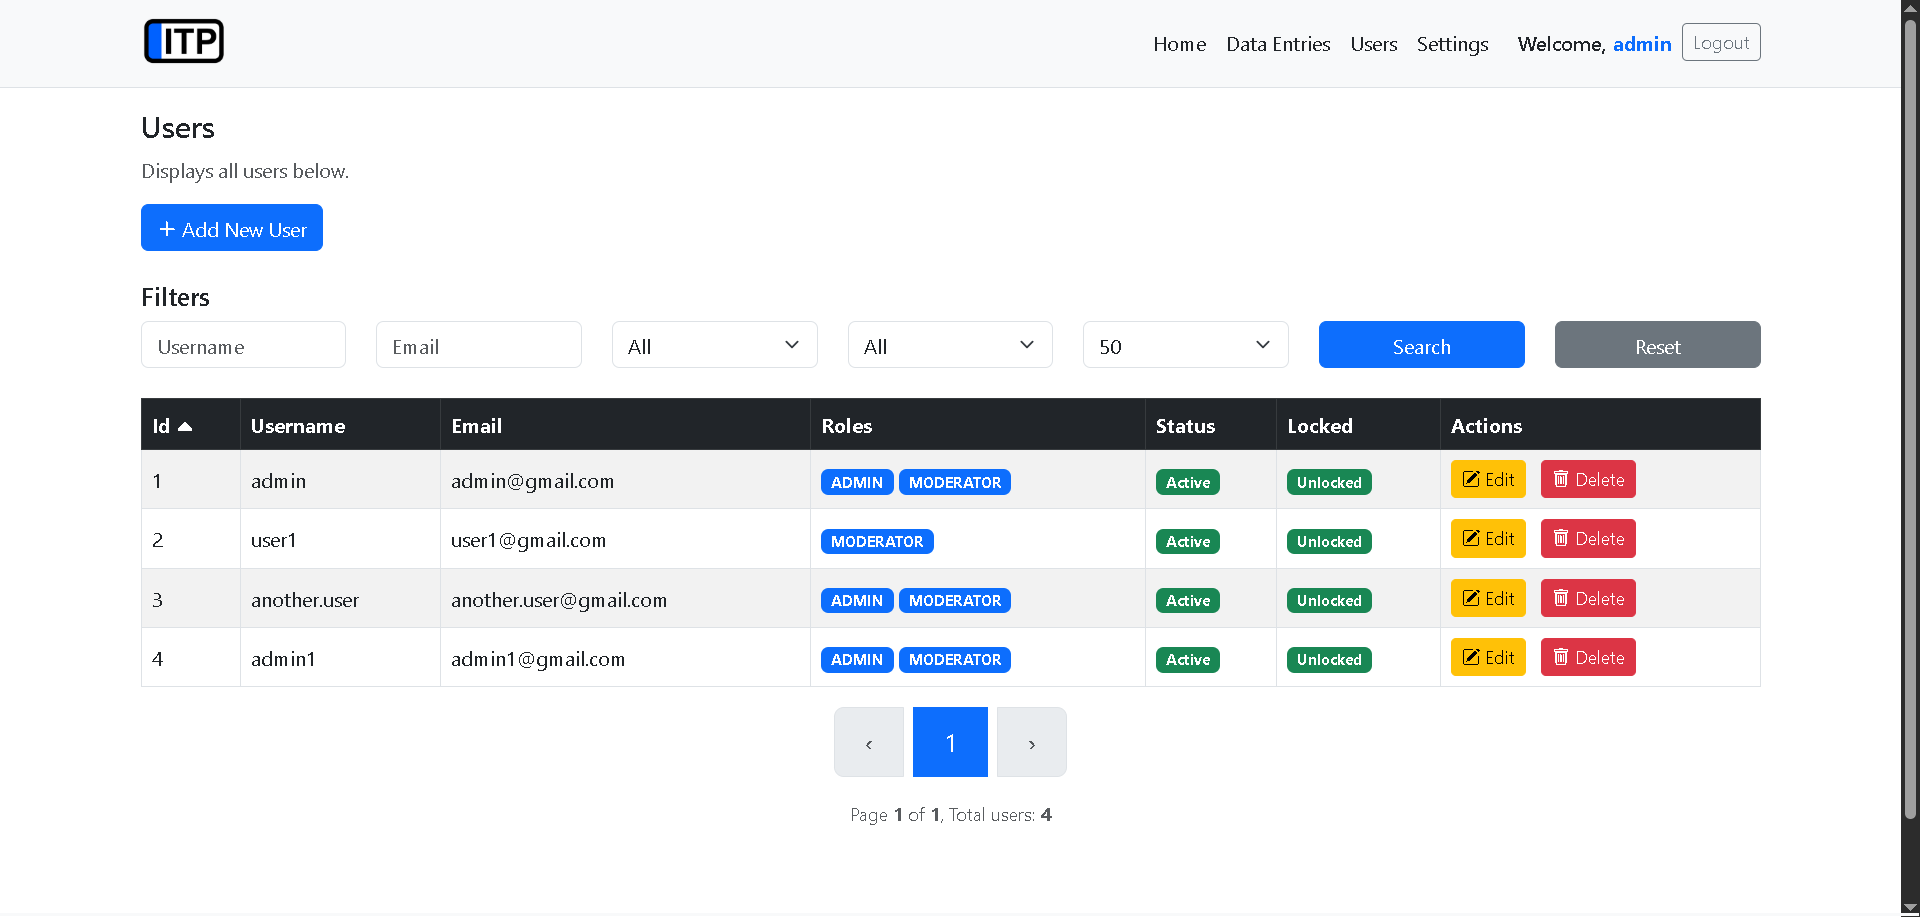 ITP
Home Data Entries Users Settings Welcome, admin Logout
Users
Displays all users below.
+ Add New User
Filters
Username Email All All 50 Search Reset
Id Username Email Roles Status Locked Actions
1 admin admin@gmail.com ADMIN MODERATOR Active Unlocked Edit Delete
2 user1 user1@gmail.com MODERATOR Active Unlocked Edit Delete
3 another.user another.user@gmail.com ADMIN MODERATOR Active Unlocked Edit Delete
4 admin1 admin1@gmail.com ADMIN MODERATOR Active Unlocked Edit Delete
‹ 1 ›
Page 1 of 1, Total users: 4